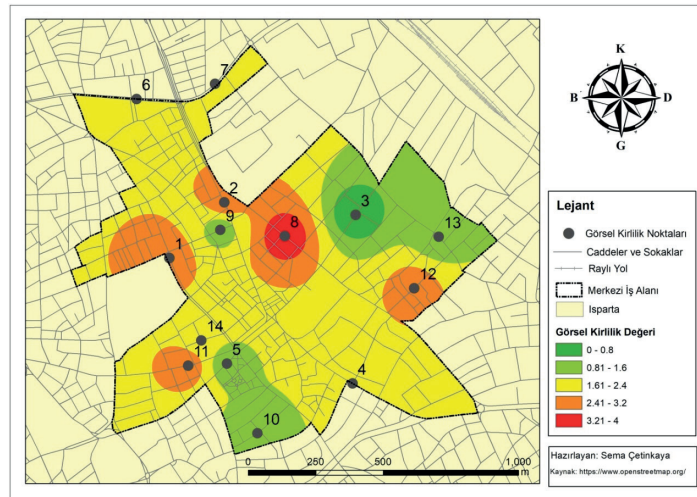 6
7
2
9
1
8
3
13
12
14
11
5
4
10
0 250 500 1,000
m
K
B D
G
Lejant
Görsel Kirlilik Noktaları
Caddeler ve Sokaklar
Raylı Yol
Merkezi İş Alanı
Isparta
Görsel Kirlilik Değeri
0 - 0.8
0.81 - 1.6
1.61 - 2.4
2.41 - 3.2
3.21 - 4
Hazırlayan: Sema Çetinkaya
Kaynak: https://www.openstreetmap.org/